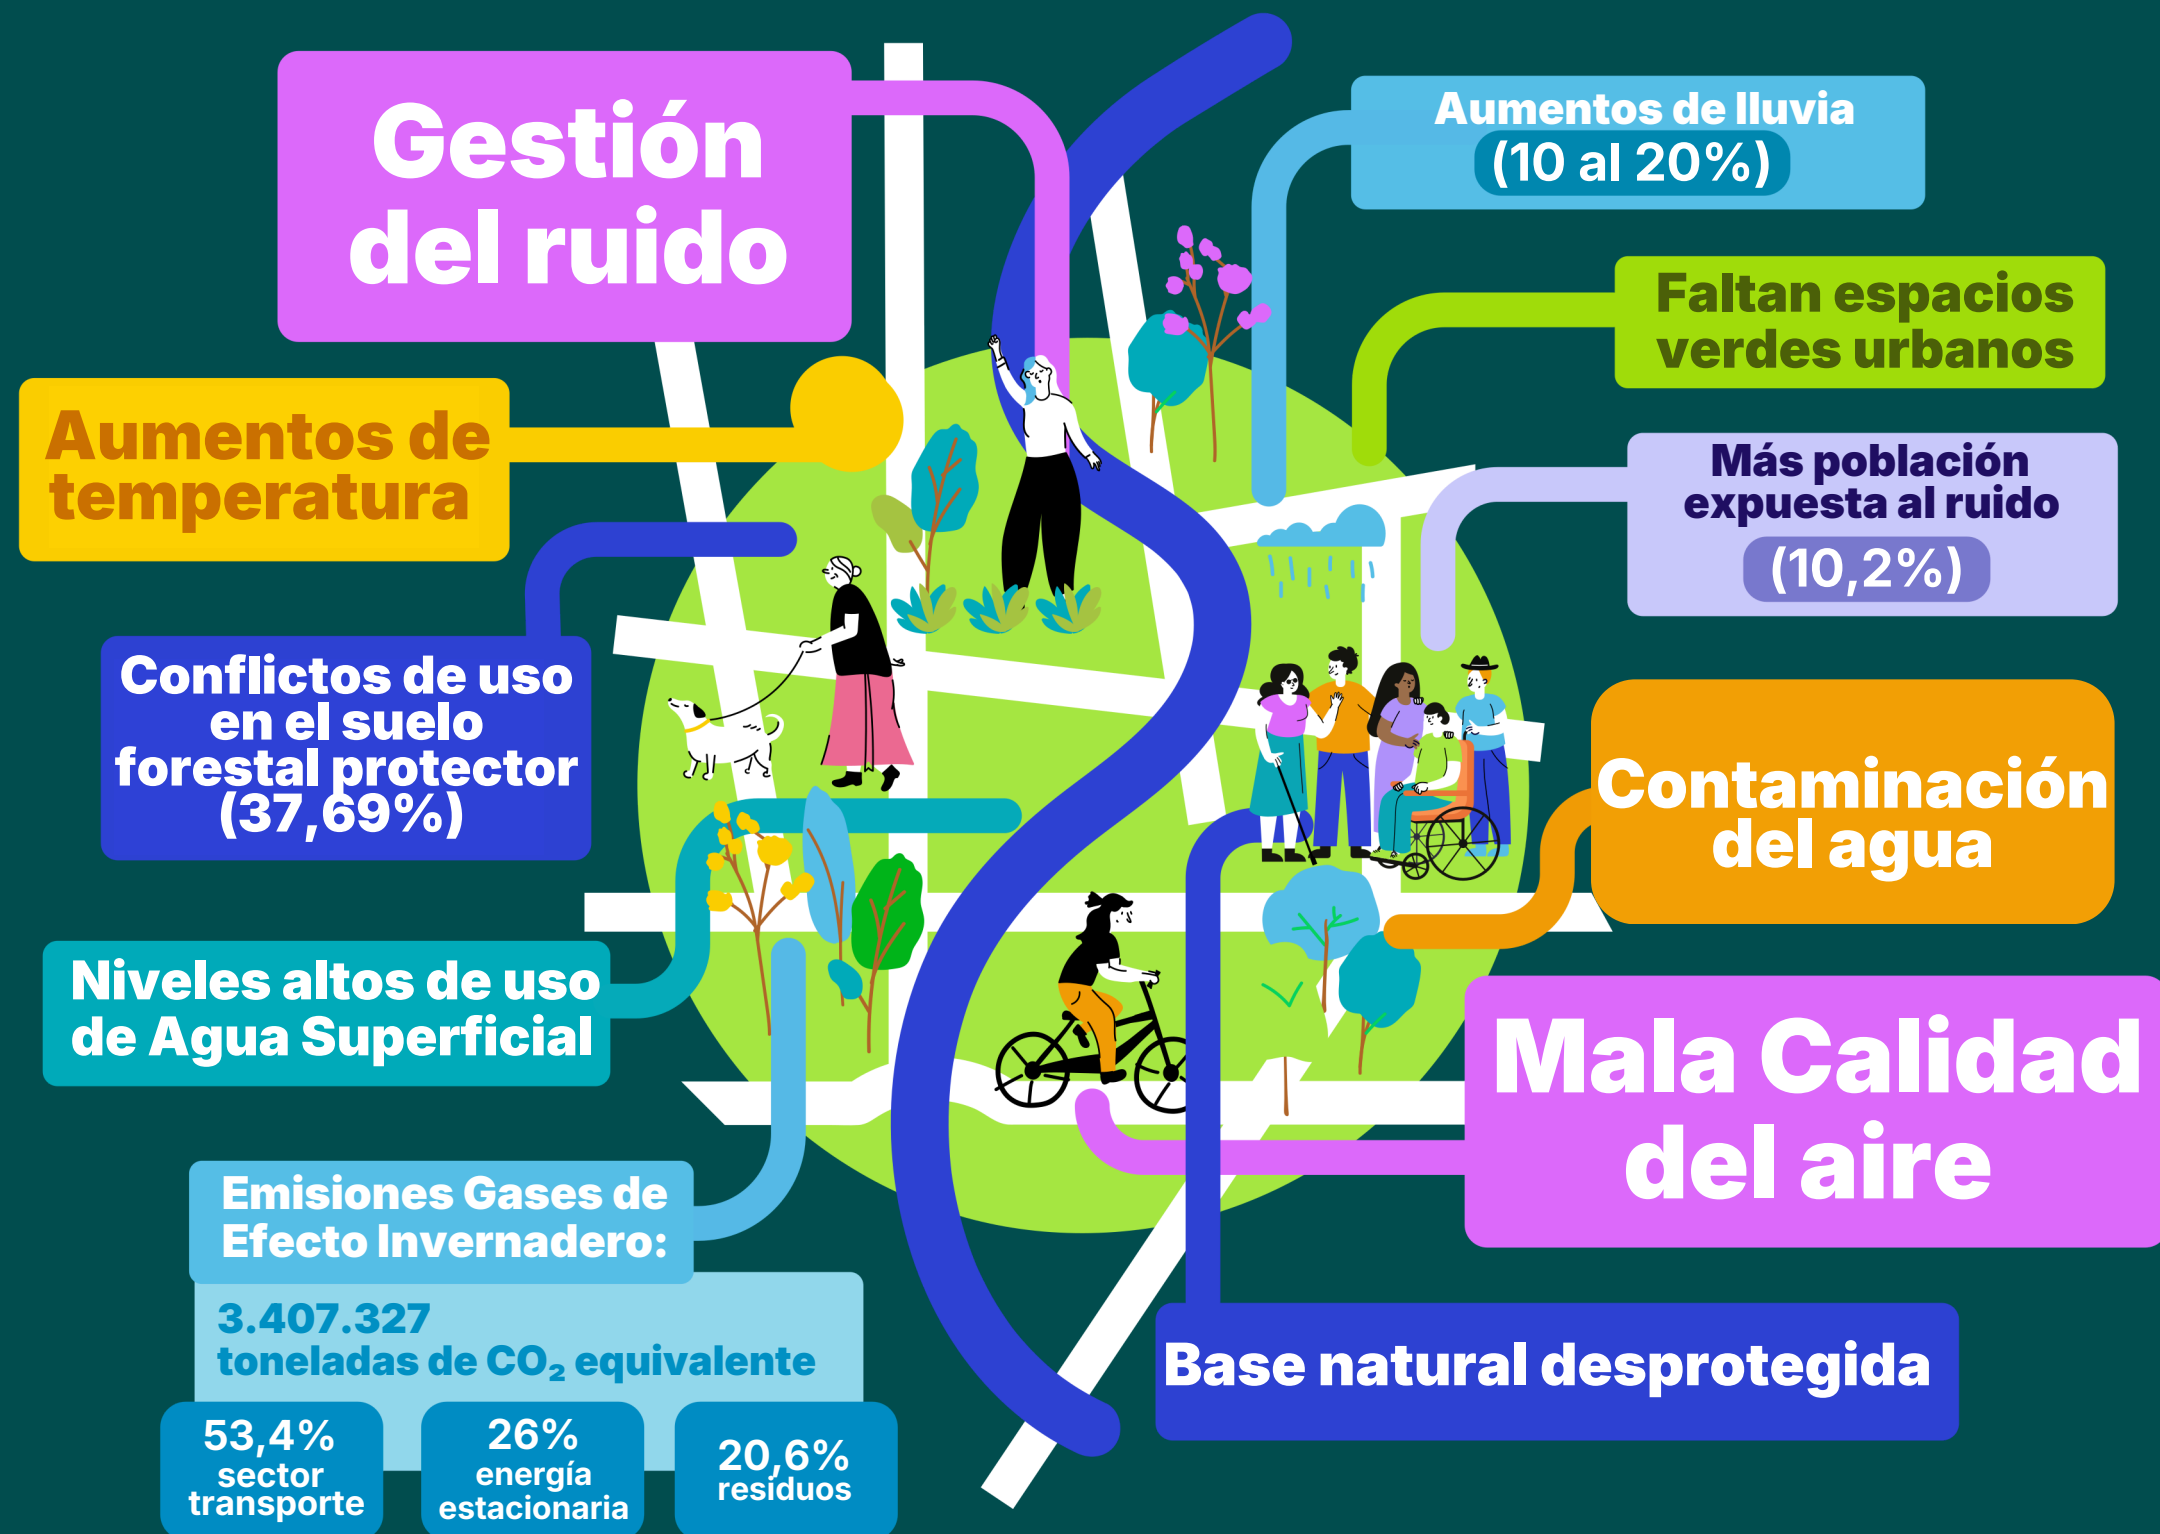 Gestión
del ruido
Aumentos de lluvia
(10 al 20%)
Faltan espacios
verdes urbanos
Aumentos de
temperatura
Más población
expuesta al ruido
(10,2%)
Conflictos de uso
en el suelo
forestal protector
(37,69%)
Contaminación
del agua
Niveles altos de uso
de Agua Superficial
Mala Calidad
del aire
Emisiones Gases de
Efecto Invernadero:
3.407.327
toneladas de CO₂ equivalente
53,4%
sector
transporte
26%
energía
estacionaria
20,6%
residuos
Base natural desprotegida